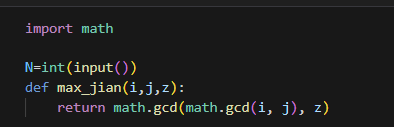 import math
N=int(input())
def max_jian(i,j,z):
    return math.gcd(math.gcd(i, j), z)